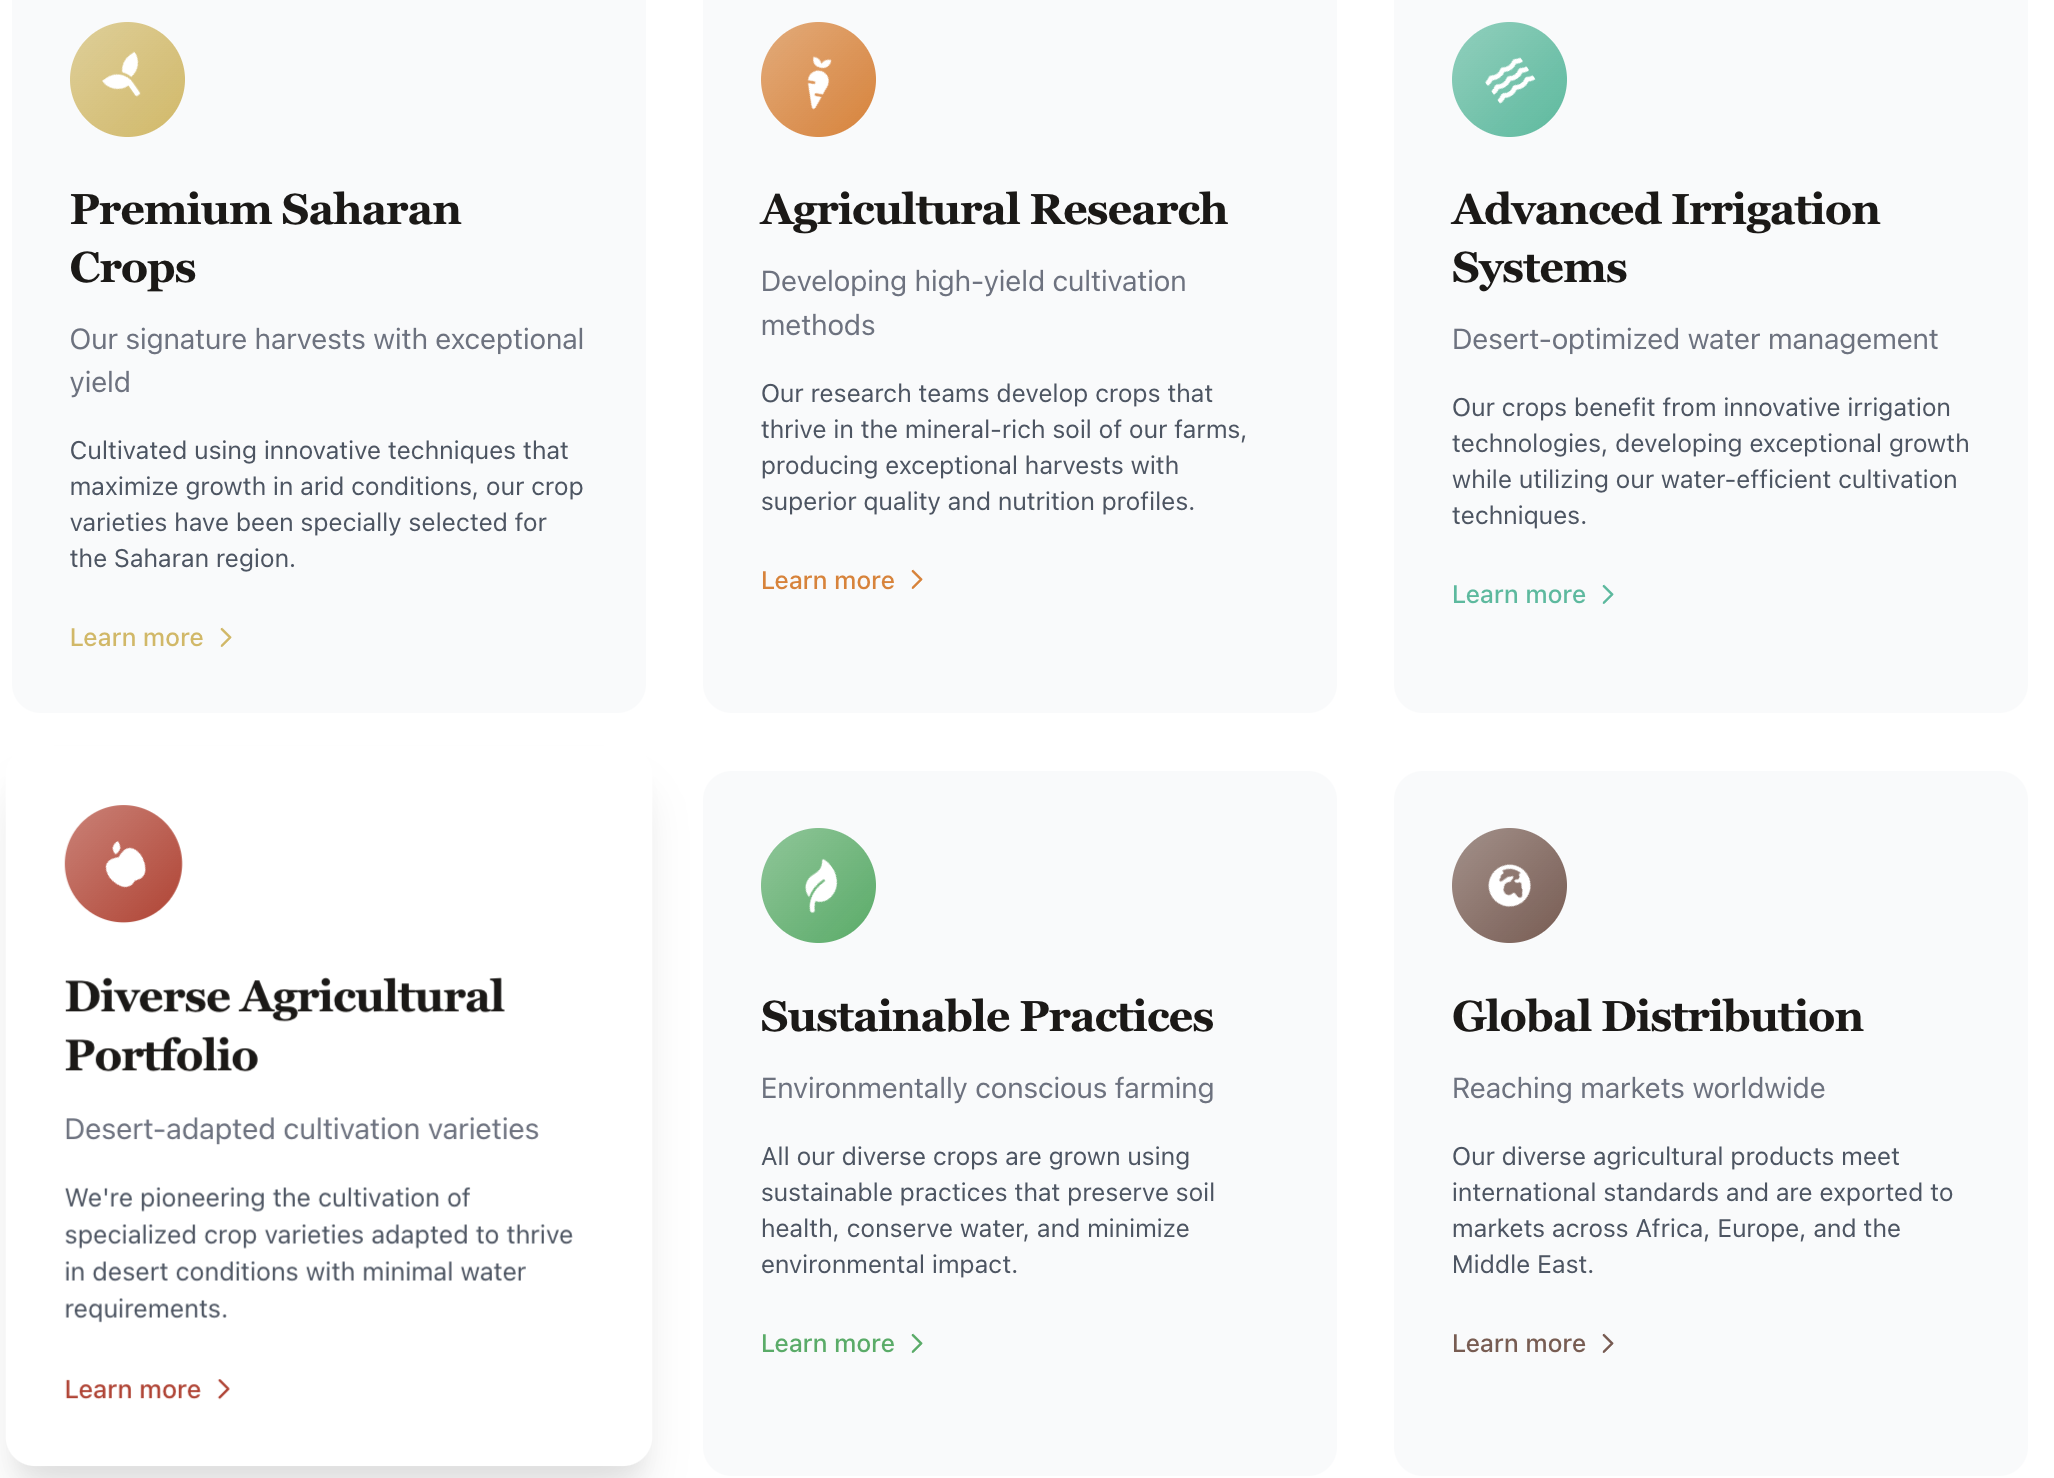 Premium Saharan
Crops
Our signature harvests with exceptional
yield
Cultivated using innovative techniques that
maximize growth in arid conditions, our crop
varieties have been specially selected for
the Saharan region.
Learn more
Agricultural Research
Developing high-yield cultivation
methods
Our research teams develop crops that
thrive in the mineral-rich soil of our farms,
producing exceptional harvests with
superior quality and nutrition profiles.
Learn more
Advanced Irrigation
Systems
Desert-optimized water management
Our crops benefit from innovative irrigation
technologies, developing exceptional growth
while utilizing our water-efficient cultivation
techniques.
Learn more
Diverse Agricultural
Portfolio
Desert-adapted cultivation varieties
We're pioneering the cultivation of
specialized crop varieties adapted to thrive
in desert conditions with minimal water
requirements.
Learn more
Sustainable Practices
Environmentally conscious farming
All our diverse crops are grown using
sustainable practices that preserve soil
health, conserve water, and minimize
environmental impact.
Learn more
Global Distribution
Reaching markets worldwide
Our diverse agricultural products meet
international standards and are exported to
markets across Africa, Europe, and the
Middle East.
Learn more